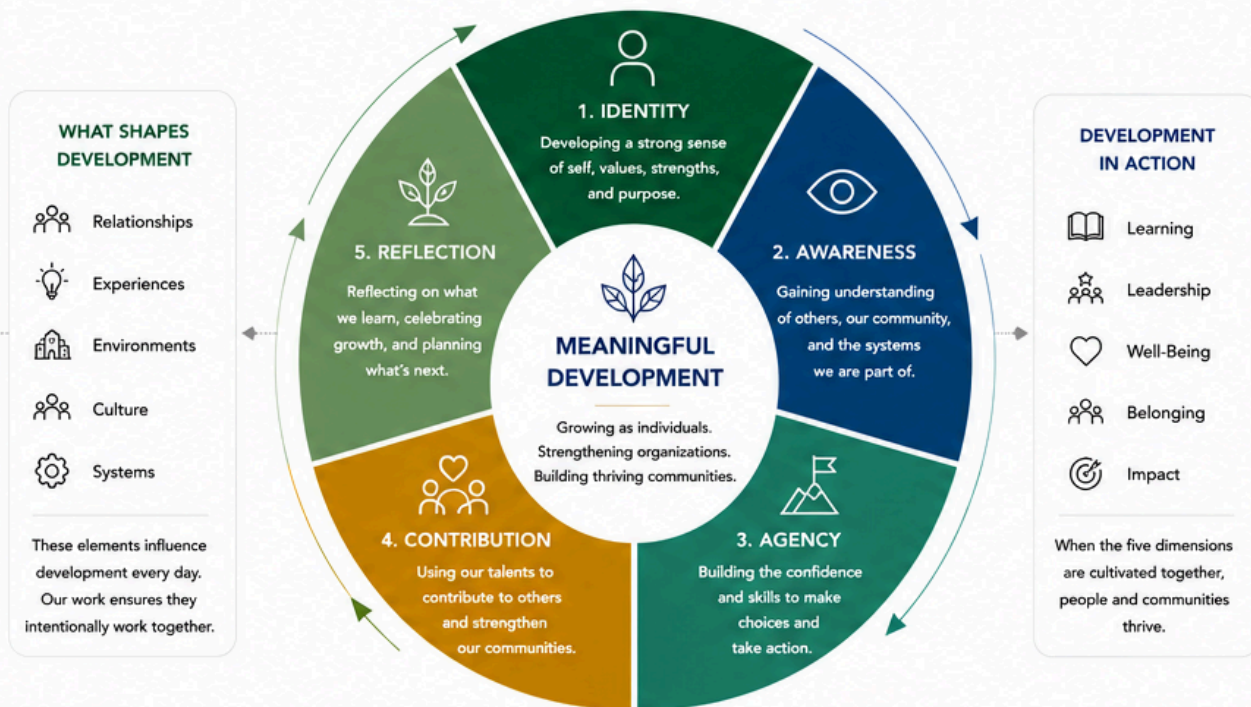 WHAT SHAPES
DEVELOPMENT
Relationships
Experiences
Environments
Culture
Systems
These elements influence
development every day.
Our work ensures they
intentionally work together.
1. IDENTITY
Developing a strong sense
of self, values, strengths,
and purpose.
2. AWARENESS
Gaining understanding
of others, our community,
and the systems
we are part of.
3. AGENCY
Building the confidence
and skills to make
choices and
take action.
4. CONTRIBUTION
Using our talents to
contribute to others
and strengthen
our communities.
5. REFLECTION
Reflecting on what
we learn, celebrating
growth, and planning
what's next.
MEANINGFUL
DEVELOPMENT
Growing as individuals.
Strengthening organizations.
Building thriving communities.
DEVELOPMENT
IN ACTION
Learning
Leadership
Well-Being
Belonging
Impact
When the five dimensions
are cultivated together,
people and communities
thrive.